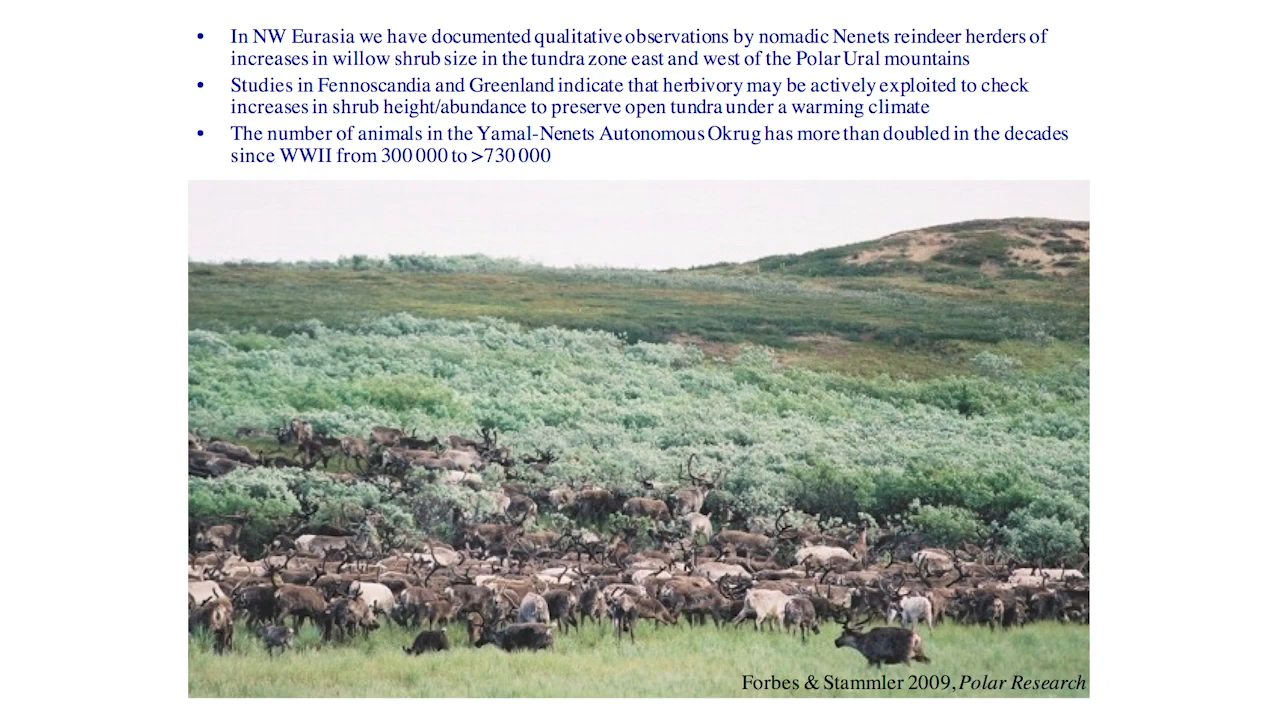 • In NW Eurasia we have documented qualitative observations by nomadic Nenets reindeer herders of
increases in willow shrub size in the tundra zone east and west of the Polar Ural mountains
• Studies in Fennoscandia and Greenland indicate that herbivory may be actively exploited to check
increases in shrub height/abundance to preserve open tundra under a warming climate
• The number of animals in the Yamal-Nenets Autonomous Okrug has more than doubled in the decades
since WWII from 300 000 to >730 000
Forbes & Stammler 2009, Polar Research